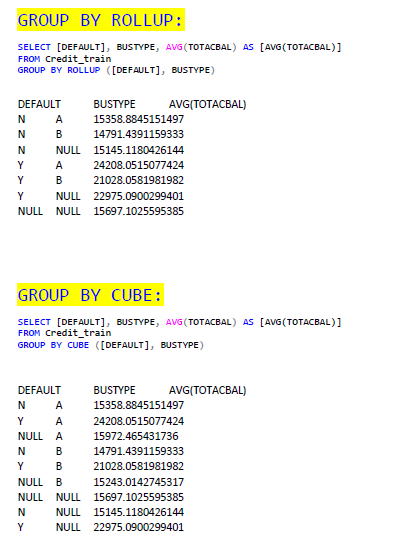 GROUP BY ROLLUP:
SELECT [DEFAULT], BUSTYPE, AVG(TOTACBAL) AS [AVG(TOTACBAL)]
FROM Credit_train
GROUP BY ROLLUP ([DEFAULT], BUSTYPE)
DEFAULT BUSTYPE AVG(TOTACBAL)
N A 15358.8845151497
N B 14791.4391159333
N NULL 15145.1180426144
Y A 24208.0515077424
Y B 21028.0581981982
Y NULL 22975.0900299401
NULL NULL 15697.1025595385
GROUP BY CUBE:
SELECT [DEFAULT], BUSTYPE, AVG(TOTACBAL) AS [AVG(TOTACBAL)]
FROM Credit_train
GROUP BY CUBE ([DEFAULT], BUSTYPE)
DEFAULT BUSTYPE AVG(TOTACBAL)
N A 15358.8845151497
Y A 24208.0515077424
NULL A 15972.465431736
N B 14791.4391159333
Y B 21028.0581981982
NULL B 15243.0142745317
NULL NULL 15697.1025595385
N NULL 15145.1180426144
Y NULL 22975.0900299401